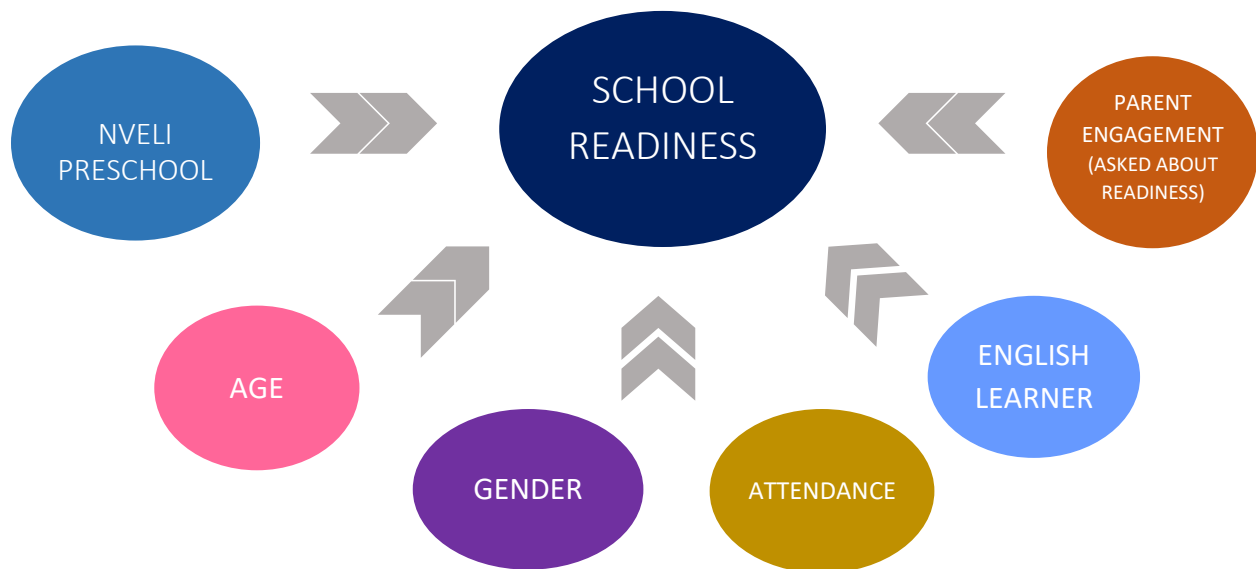 SCHOOL
READINESS
NVELI
PRESCHOOL
PARENT
ENGAGEMENT
(ASKED ABOUT
READINESS)
AGE
ENGLISH
LEARNER
GENDER
ATTENDANCE